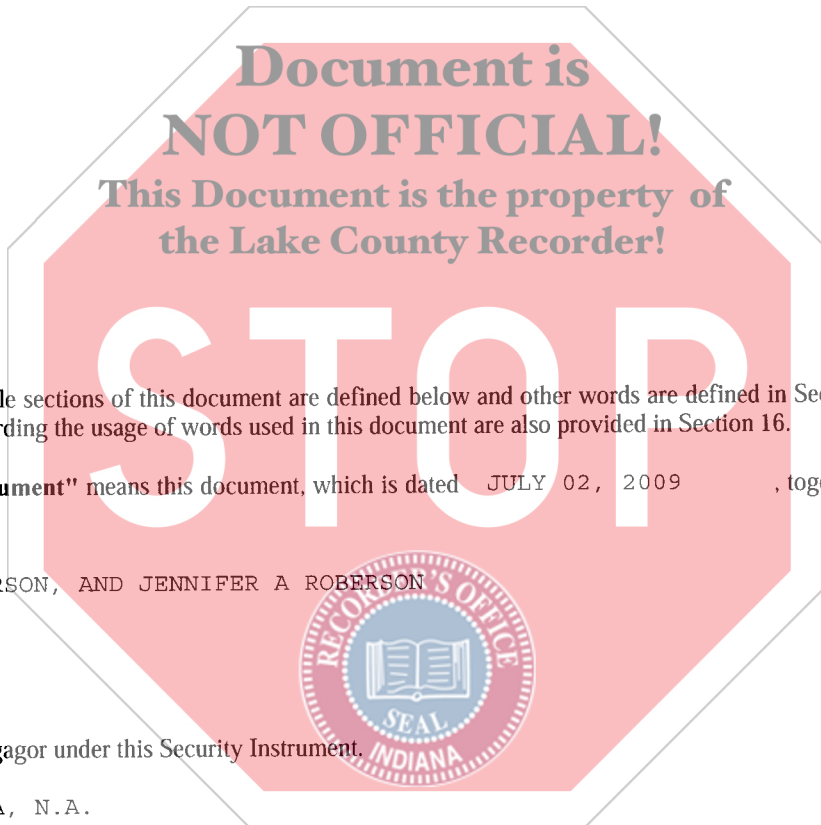 Document is
NOT OFFICIAL!
This Document is the property of
the Lake County Recorder!
STOP
le sections of this document are defined below and other words are defined in Sec
rding the usage of words used in this document are also provided in Section 16.
ument" means this document, which is dated JULY 02, 2009 , toge
RSON, AND JENNIFER A ROBERSON
RECORDER'S OFFICE
SEAL
INDIANA
gagor under this Security Instrument.
A, N.A.